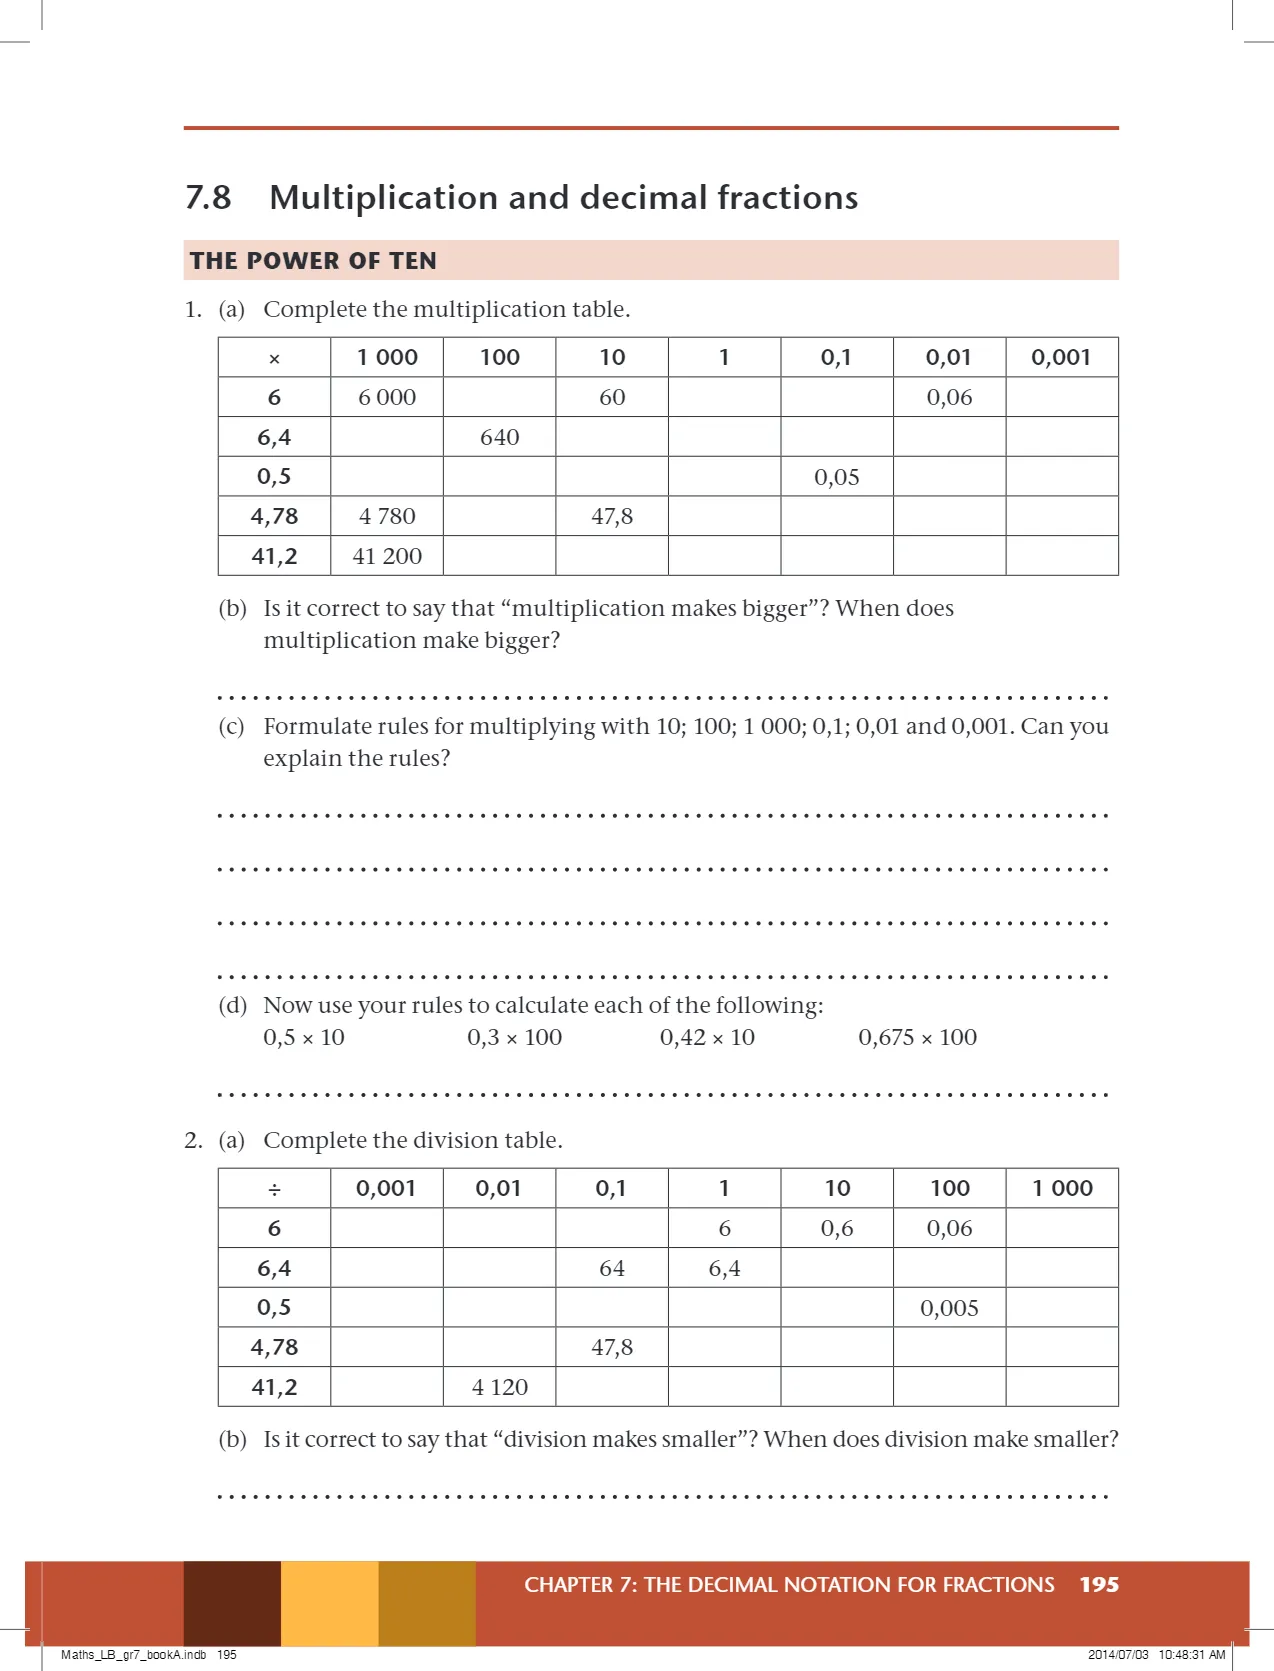 7.8 Multiplication and decimal fractions
THE POWER OF TEN
1. (a) Complete the multiplication table.
× 1 000 100 10 1 0,1 0,01 0,001
6 6 000 60 0,06
6,4 640
0,5 0,05
4,78 4 780 47,8
41,2 41 200
(b) Is it correct to say that “multiplication makes bigger”? When does
multiplication make bigger?
(c) Formulate rules for multiplying with 10; 100; 1 000; 0,1; 0,01 and 0,001. Can you
explain the rules?
(d) Now use your rules to calculate each of the following:
0,5 × 10 0,3 × 100 0,42 × 10 0,675 × 100
2. (a) Complete the division table.
÷ 0,001 0,01 0,1 1 10 100 1 000
6 6 0,6 0,06
6,4 64 6,4
0,5 0,005
4,78 47,8
41,2 4 120
(b) Is it correct to say that “division makes smaller”? When does division make smaller?
CHAPTER 7: THE DECIMAL NOTATION FOR FRACTIONS 195
Maths_LB_gr7_bookA.indb 195 2014/07/03 10:48:31 AM